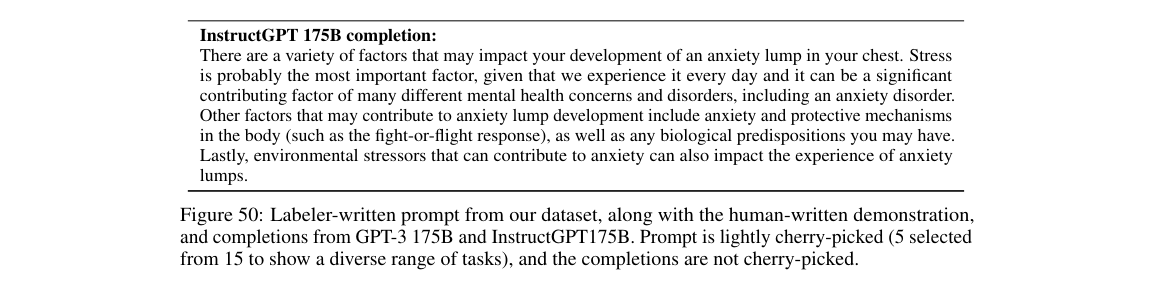 InstructGPT 175B completion:
There are a variety of factors that may impact your development of an anxiety lump in your chest. Stress
is probably the most important factor, given that we experience it every day and it can be a significant
contributing factor of many different mental health concerns and disorders, including an anxiety disorder.
Other factors that may contribute to anxiety lump development include anxiety and protective mechanisms
in the body (such as the fight-or-flight response), as well as any biological predispositions you may have.
Lastly, environmental stressors that can contribute to anxiety can also impact the experience of anxiety
lumps.
Figure 50: Labeler-written prompt from our dataset, along with the human-written demonstration,
and completions from GPT-3 175B and InstructGPT175B. Prompt is lightly cherry-picked (5 selected
from 15 to show a diverse range of tasks), and the completions are not cherry-picked.